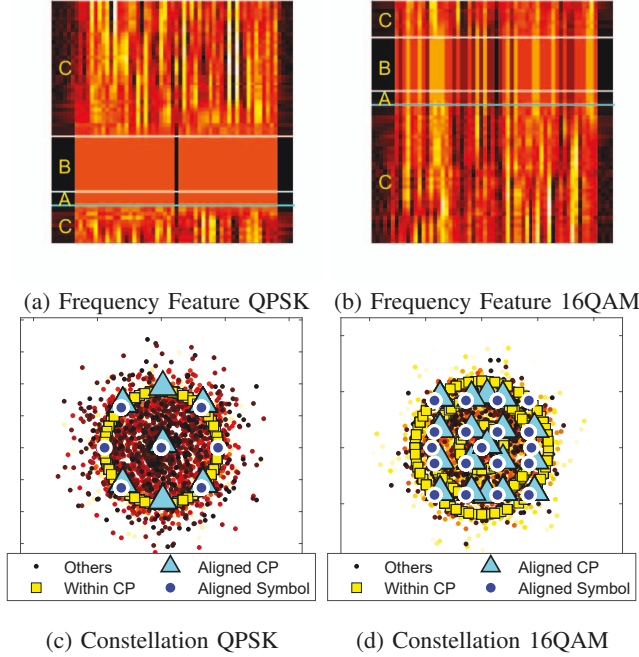 C
B
A
C
C
B
A
C
(a) Frequency Feature QPSK
(b) Frequency Feature 16QAM
Others
Aligned CP
Within CP
Aligned Symbol
Others
Aligned CP
Within CP
Aligned Symbol
(c) Constellation QPSK
(d) Constellation 16QAM